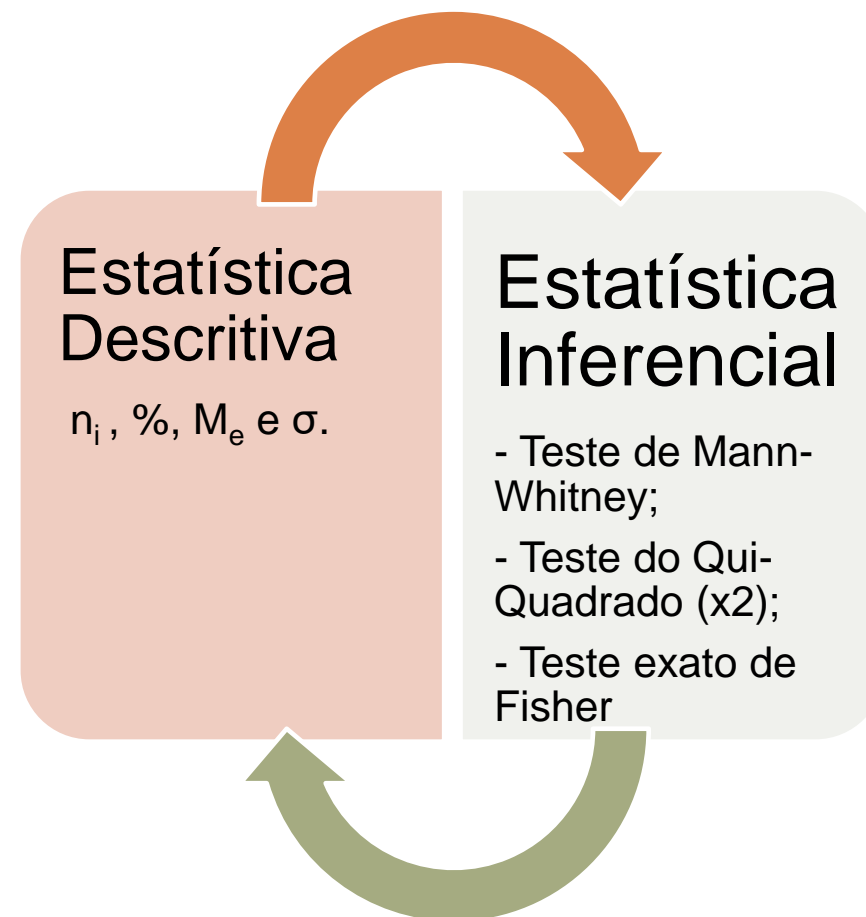 Estatística
Descritiva
nᵢ , %, Mₑ e σ.
Estatística
Inferencial
- Teste de Mann-
Whitney;
- Teste do Qui-
Quadrado (x2);
- Teste exato de
Fisher